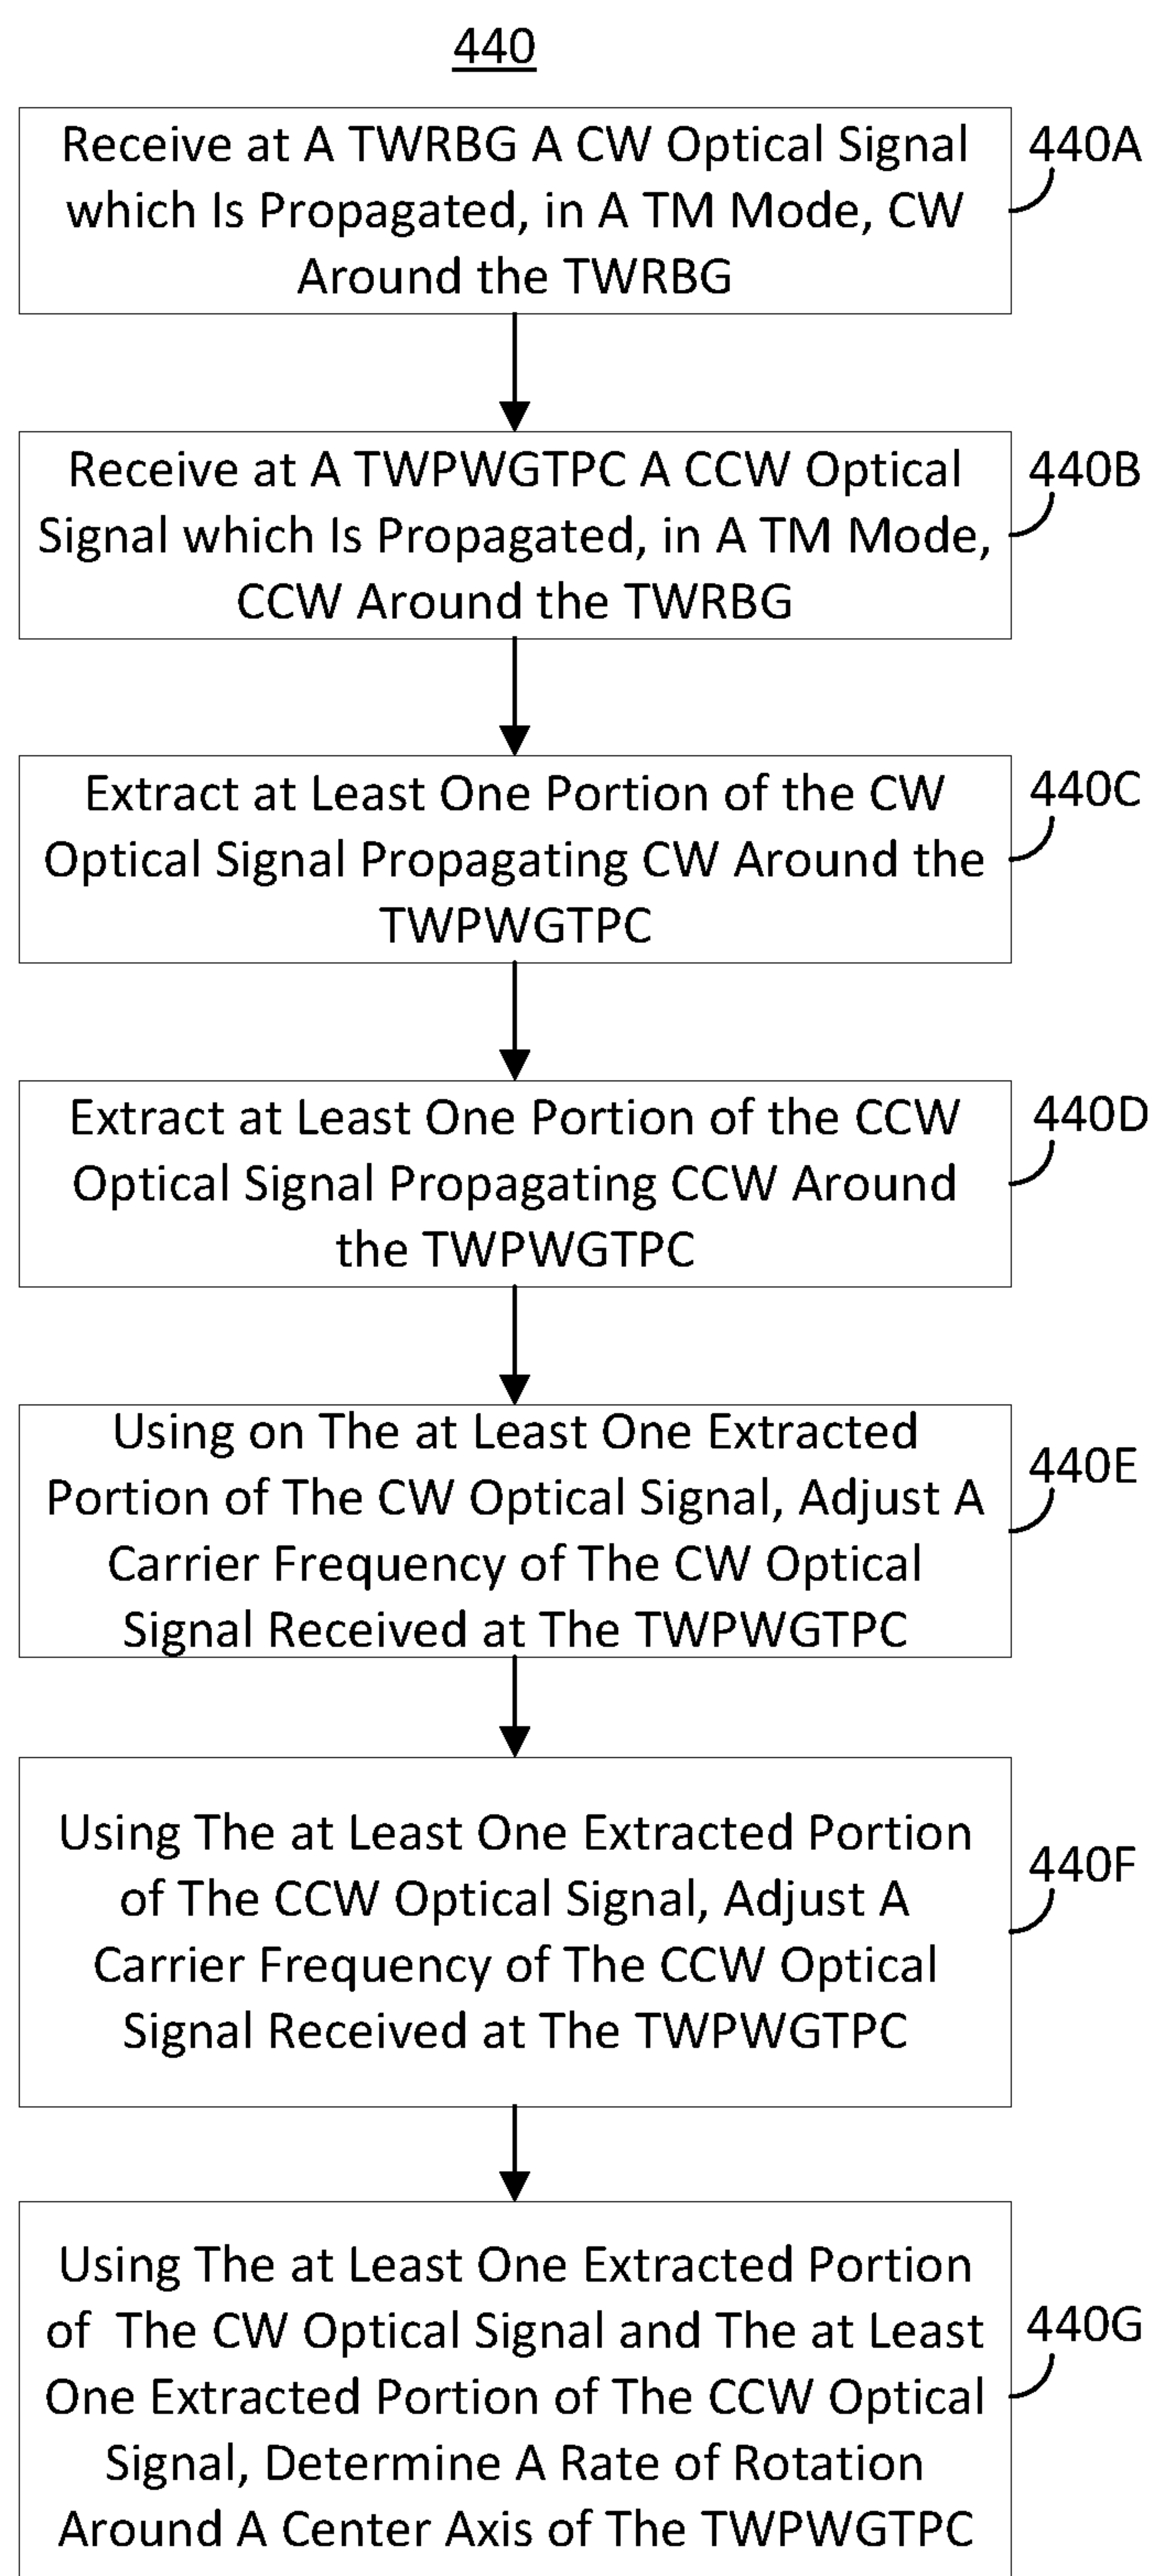 440
Receive at A TWRBG A CW Optical Signal
which Is Propagated, in A TM Mode, CW
Around the TWRBG
440A
Receive at A TWPWGTPC A CCW Optical
Signal which Is Propagated, in A TM Mode,
CCW Around the TWRBG
440B
Extract at Least One Portion of the CW
Optical Signal Propagating CW Around the
TWPWGTPC
440C
Extract at Least One Portion of the CCW
Optical Signal Propagating CCW Around
the TWPWGTPC
440D
Using on The at Least One Extracted
Portion of The CW Optical Signal, Adjust A
Carrier Frequency of The CW Optical
Signal Received at The TWPWGTPC
440E
Using The at Least One Extracted Portion
of The CCW Optical Signal, Adjust A
Carrier Frequency of The CCW Optical
Signal Received at The TWPWGTPC
440F
Using The at Least One Extracted Portion
of The CW Optical Signal and The at Least
One Extracted Portion of The CCW Optical
Signal, Determine A Rate of Rotation
Around A Center Axis of The TWPWGTPC
440G